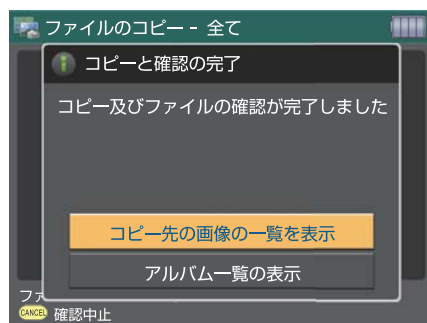 ファイルのコピー - 全て
コピーと確認の完了
コピー及びファイルの確認が完了しました
コピー先の画像の一覧を表示
アルバム一覧の表示
ファ
CANCEL 確認中止